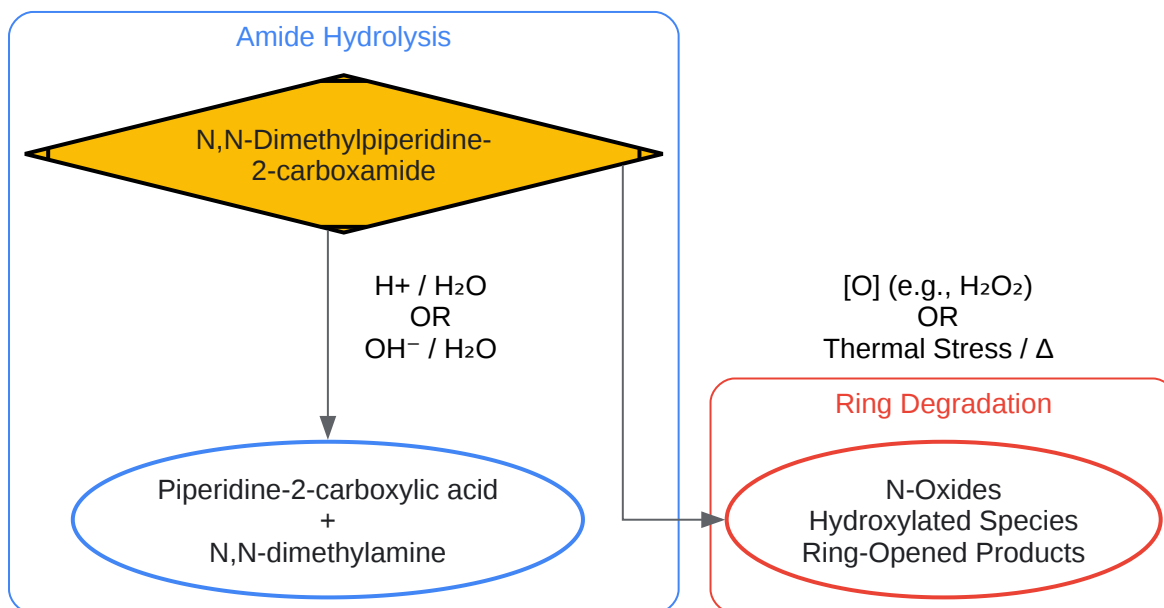 Amide Hydrolysis
N,N-Dimethylpiperidine-
2-carboxamide
H+ / H₂O
OR
OH⁻ / H₂O
[O] (e.g., H₂O₂)
OR
Thermal Stress / Δ
Ring Degradation
Piperidine-2-carboxylic acid
+
N,N-dimethylamine
N-Oxides
Hydroxylated Species
Ring-Opened Products